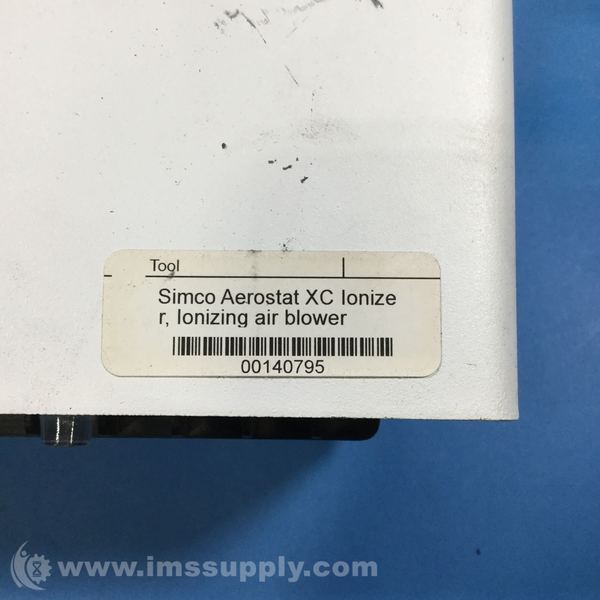 Tool
Simco Aerostat XC Ionize
r, Ionizing air blower
00140795
www.imssupply.com